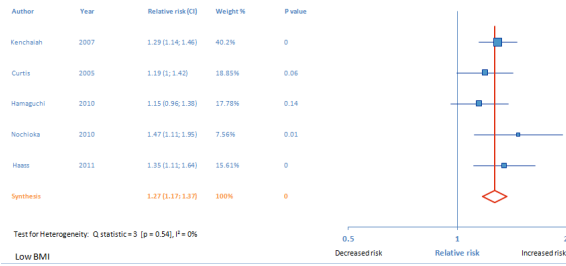 Author Year Relative risk (CI) Weight % P value
Kenchaiah 2007 1.29 (1.14; 1.46) 40.2% 0
Curtis 2005 1.19 (1; 1.42) 18.85% 0.06
Hamaguchi 2010 1.15 (0.96; 1.38) 17.78% 0.14
Nochioka 2010 1.47 (1.11; 1.95) 7.56% 0.01
Haass 2011 1.35 (1.11; 1.64) 15.61% 0
Synthesis 1.27 (1.17; 1.37) 100% 0
Test for Heterogeneity: Q statistic = 3 [p = 0.54], I² = 0%
0.5 1 2
Decreased risk Relative risk Increased risk
Low BMI